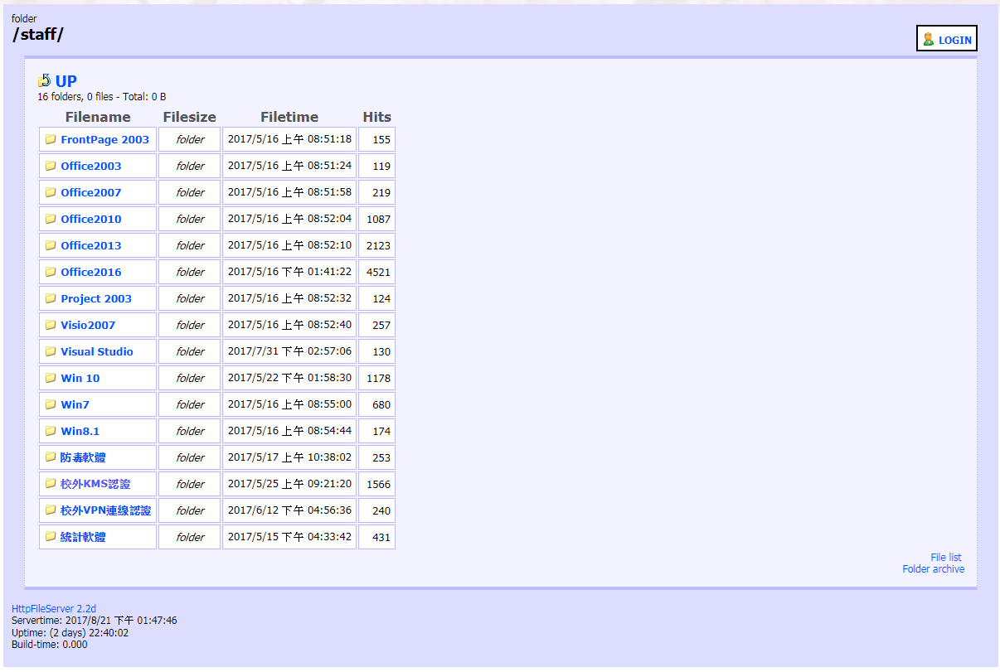 folder
/staff/
LOGIN
UP
16 folders, 0 files - Total: 0 B
Filename Filesize Filetime Hits
FrontPage 2003 folder 2017/5/16 上午 08:51:18 155
Office2003 folder 2017/5/16 上午 08:51:24 119
Office2007 folder 2017/5/16 上午 08:51:58 219
Office2010 folder 2017/5/16 上午 08:52:04 1087
Office2013 folder 2017/5/16 上午 08:52:10 2123
Office2016 folder 2017/5/16 下午 01:41:22 4521
Project 2003 folder 2017/5/16 上午 08:52:32 124
Visio2007 folder 2017/5/16 上午 08:52:40 257
Visual Studio folder 2017/7/31 下午 02:57:06 130
Win 10 folder 2017/5/22 下午 01:58:30 1178
Win7 folder 2017/5/16 上午 08:55:00 680
Win8.1 folder 2017/5/16 上午 08:54:44 174
防毒軟體 folder 2017/5/17 上午 10:38:02 253
校外KMS認證 folder 2017/5/25 上午 09:21:20 1566
校外VPN連線認證 folder 2017/6/12 下午 04:56:36 240
統計軟體 folder 2017/5/15 下午 04:33:42 431
File list
Folder archive
HttpFileServer 2.2d
Servertime: 2017/8/21 下午 01:47:46
Uptime: (2 days) 22:40:02
Build-time: 0.000